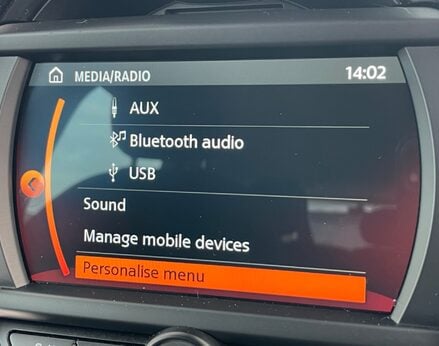 MEDIA/RADIO 14:02
AUX
Bluetooth audio
USB
Sound
Manage mobile devices
Personalise menu